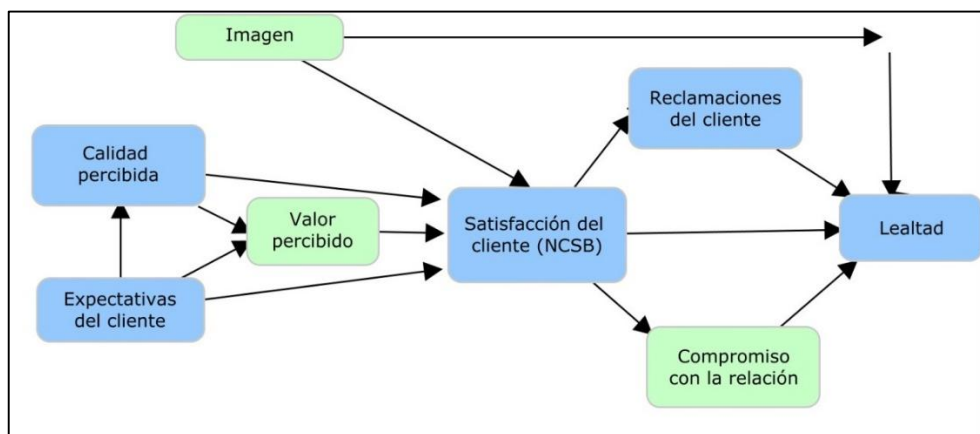 Imagen
Reclamaciones
del cliente
Calidad
percibida
Valor
percibido
Satisfacción del
cliente (NCSB)
Lealtad
Expectativas
del cliente
Compromiso
con la relación